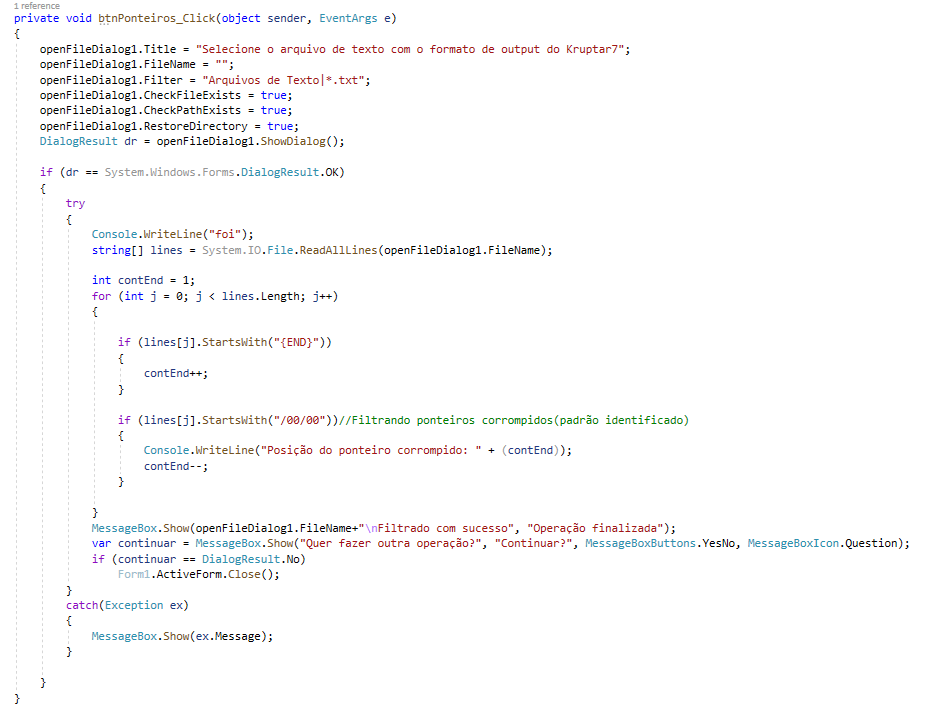 1 reference
private void btnPonteiros_Click(object sender, EventArgs e)
{
openFileDialog1.Title = "Selecione o arquivo de texto com o formato de output do Kruptar7";
openFileDialog1.FileName = "";
openFileDialog1.Filter = "Arquivos de Texto|*.txt";
openFileDialog1.CheckFileExists = true;
openFileDialog1.CheckPathExists = true;
openFileDialog1.RestoreDirectory = true;
DialogResult dr = openFileDialog1.ShowDialog();
if (dr == System.Windows.Forms.DialogResult.OK)
{
try
{
Console.WriteLine("foi");
string[] lines = System.IO.File.ReadAllLines(openFileDialog1.FileName);
int contEnd = 1;
for (int j = 0; j < lines.Length; j++)
{
if (lines[j].StartsWith("{END}"))
{
contEnd++;
}
if (lines[j].StartsWith("/00/00"))//Filtrando ponteiros corrompidos(padrão identificado)
{
Console.WriteLine("Posição do ponteiro corrompido: " + (contEnd));
contEnd--;
}
}
MessageBox.Show(openFileDialog1.FileName+"\nFiltrado com sucesso", "Operação finalizada");
var continuar = MessageBox.Show("Quer fazer outra operação?", "Continuar?", MessageBoxButtons.YesNo, MessageBoxIcon.Question);
if (continuar == DialogResult.No)
Form1.ActiveForm.Close();
}
catch(Exception ex)
{
MessageBox.Show(ex.Message);
}
}
}